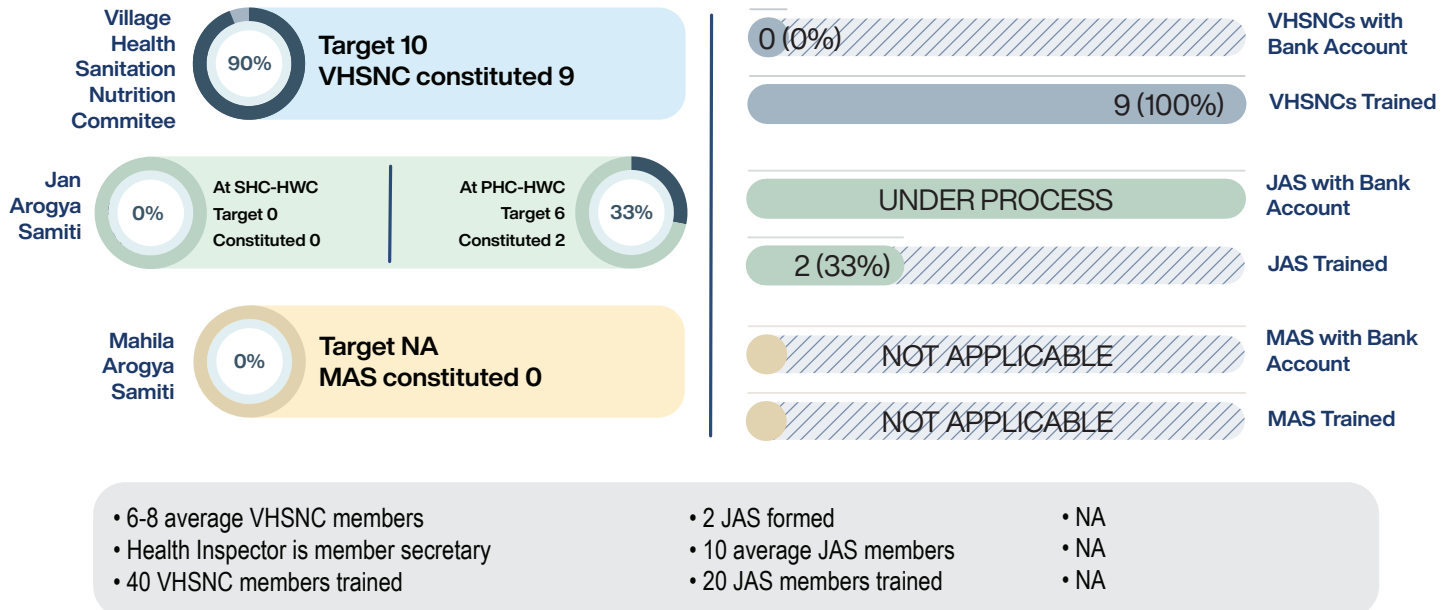 Village
Health
Sanitation
Nutrition
Commitee
90%
Target 10
VHSNC constituted 9
0 (0%)
VHSNCs with
Bank Account
9 (100%)
VHSNCs Trained
Jan
Arogya
Samiti
0%
At SHC-HWC
Target 0
Constituted 0
At PHC-HWC
Target 6
Constituted 2
33%
UNDER PROCESS
JAS with Bank
Account
2 (33%)
JAS Trained
Mahila
Arogya
Samiti
0%
Target NA
MAS constituted 0
NOT APPLICABLE
MAS with Bank
Account
NOT APPLICABLE
MAS Trained
• 6-8 average VHSNC members
• Health Inspector is member secretary
• 40 VHSNC members trained
• 2 JAS formed
• 10 average JAS members
• 20 JAS members trained
• NA
• NA
• NA